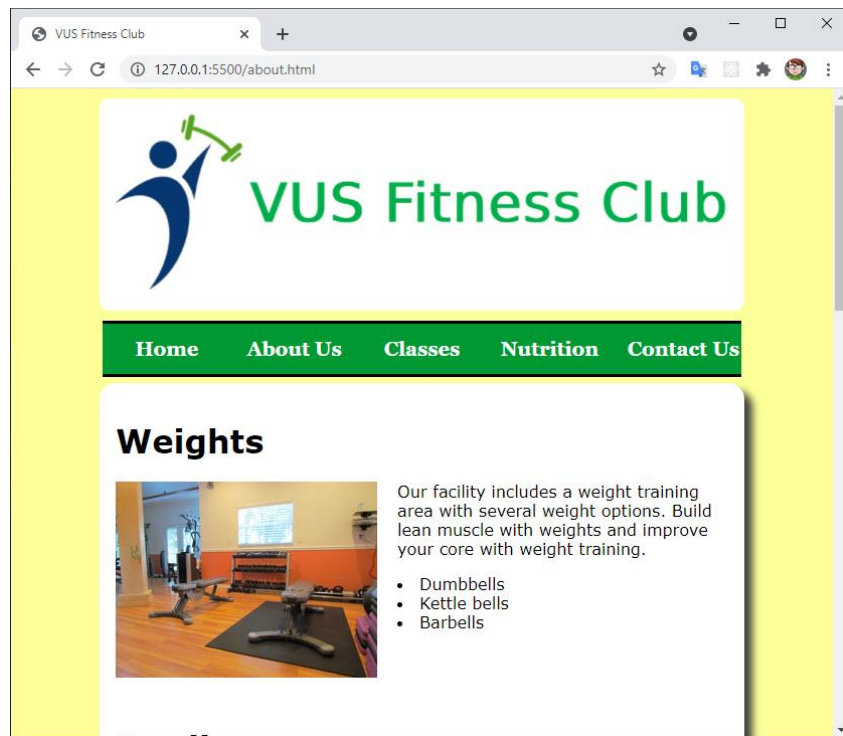 VUS Fitness Club
127.0.0.1:5500/about.html
VUS Fitness Club
Home About Us Classes Nutrition Contact Us
Weights
Our facility includes a weight training
area with several weight options. Build
lean muscle with weights and improve
your core with weight training.
• Dumbbells
• Kettle bells
• Barbells